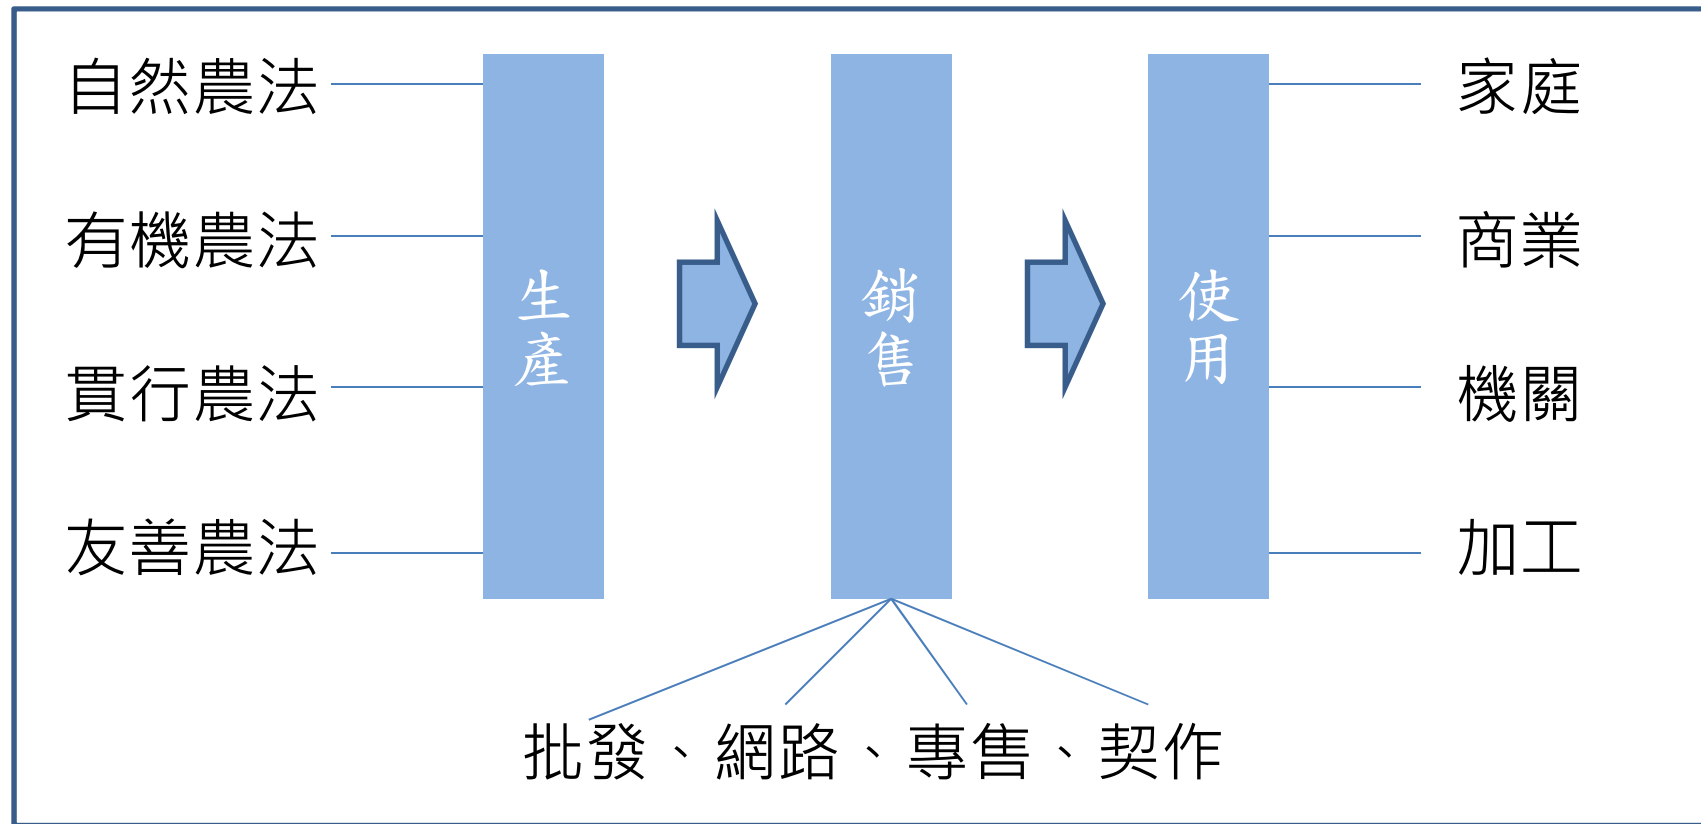 自然農法
有機農法
貫行農法
友善農法
生產
銷售
使用
家庭
商業
機關
加工
批發、網路、專售、契作